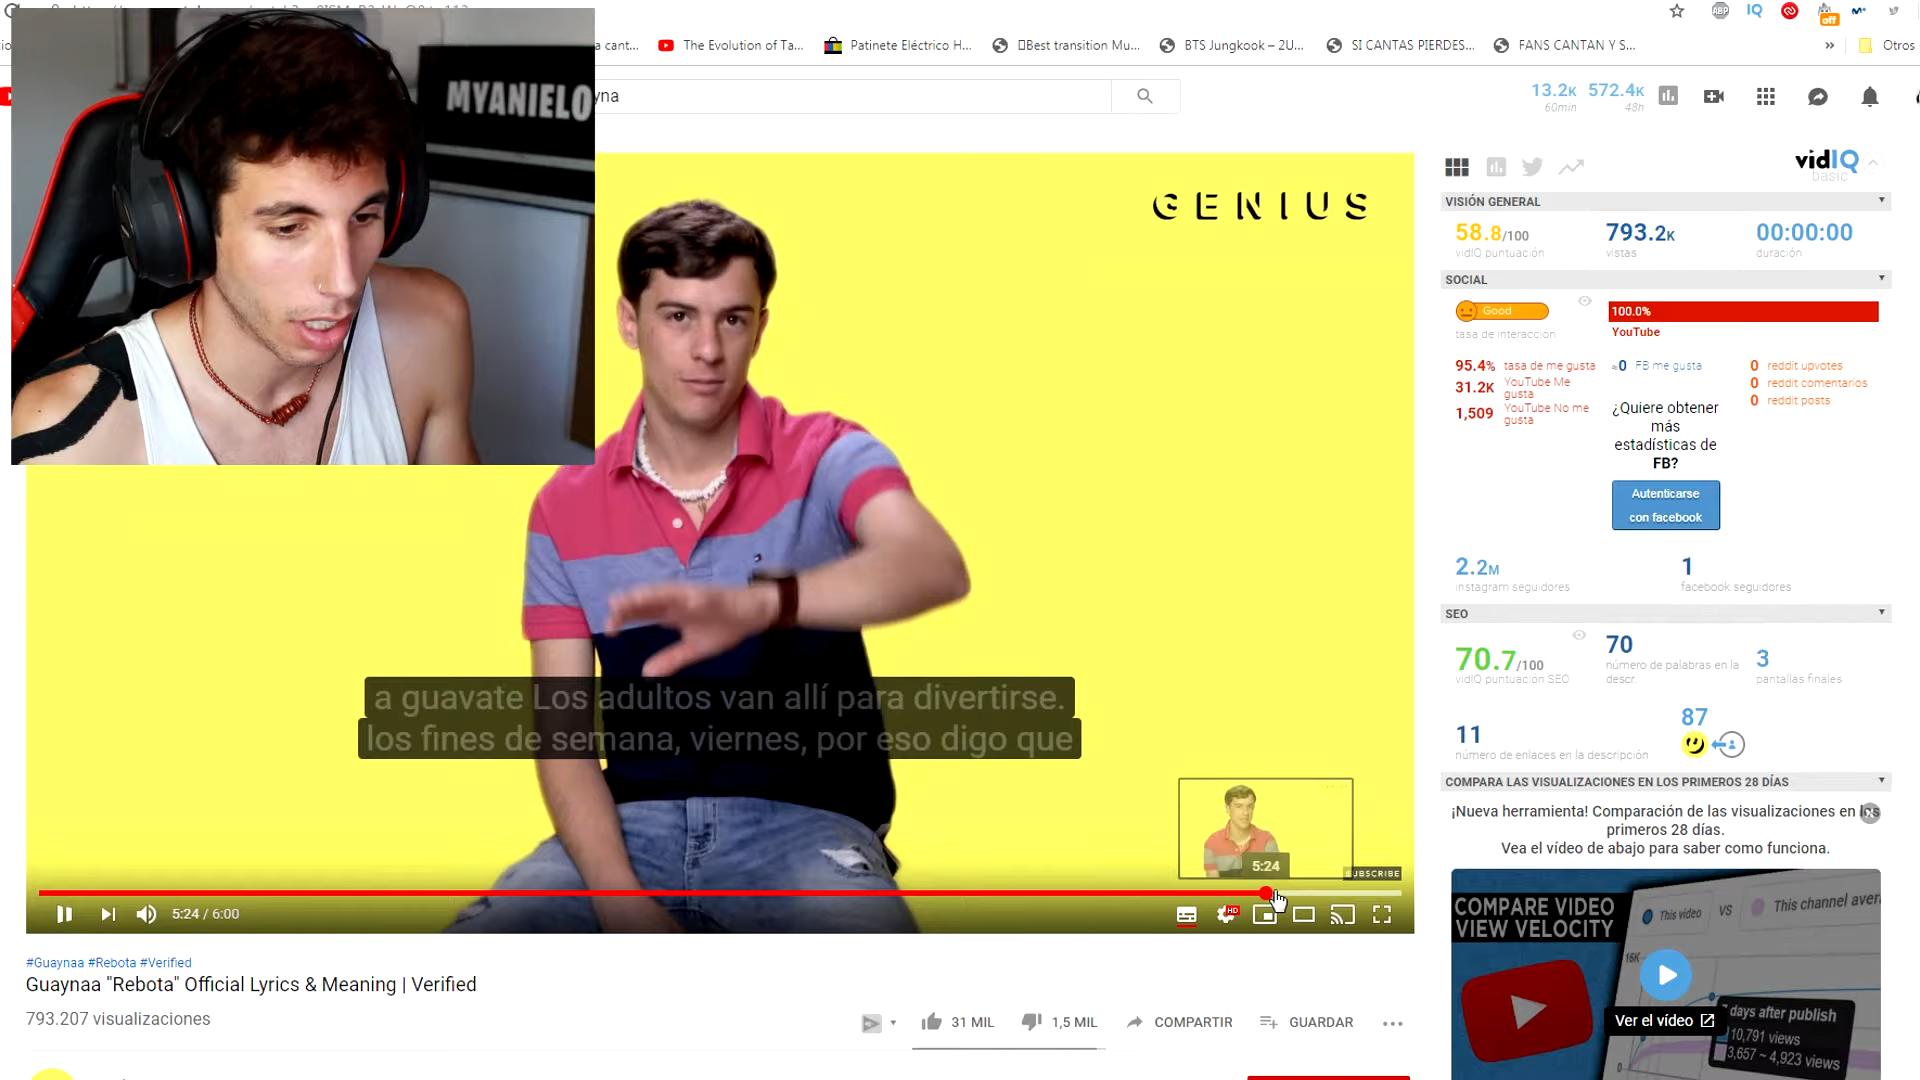 a cant...
The Evolution of Ta...
Patinete Eléctrico H...
Best transition Mu...
BTS Jungkook – 2U...
SI CANTAS PIERDES...
FANS CANTAN Y S...
»
Otros
ABP
IQ
off
MYANIELO
yna
13.2K
60min
572.4K
48h
GENIUS
vidIQ
basic
VISIÓN GENERAL
58.8/100
vidIQ puntuación
793.2K
vistas
00:00:00
duración
SOCIAL
Good
tasa de interacción
100.0%
YouTube
95.4% tasa de me gusta
31.2K YouTube Me
gusta
1,509 YouTube No me
gusta
≈0 FB me gusta
¿Quiere obtener
más
estadísticas de
FB?
Autenticarse
con facebook
0 reddit upvotes
0 reddit comentarios
0 reddit posts
2.2M
instagram seguidores
1
facebook seguidores
SEO
70.7/100
vidIQ puntuación SEO
70
número de palabras en la
descr.
3
pantallas finales
11
número de enlaces en la descripción
87
COMPARA LAS VISUALIZACIONES EN LOS PRIMEROS 28 DÍAS
¡Nueva herramienta! Comparación de las visualizaciones en los
primeros 28 días.
Vea el vídeo de abajo para saber como funciona.
COMPARE VIDEO
VIEW VELOCITY
This video VS This channel aver
16K
7 days after publish
10,791 views
3,657 ~ 4,923 views
0
Ver el vídeo
a guavate Los adultos van allí para divertirse.
los fines de semana, viernes, por eso digo que
5:24
SUBSCRIBE
5:24 / 6:00
HD
#Guaynaa #Rebota #Verified
Guaynaa "Rebota" Official Lyrics & Meaning | Verified
793.207 visualizaciones
31 MIL
1,5 MIL
COMPARTIR
GUARDAR